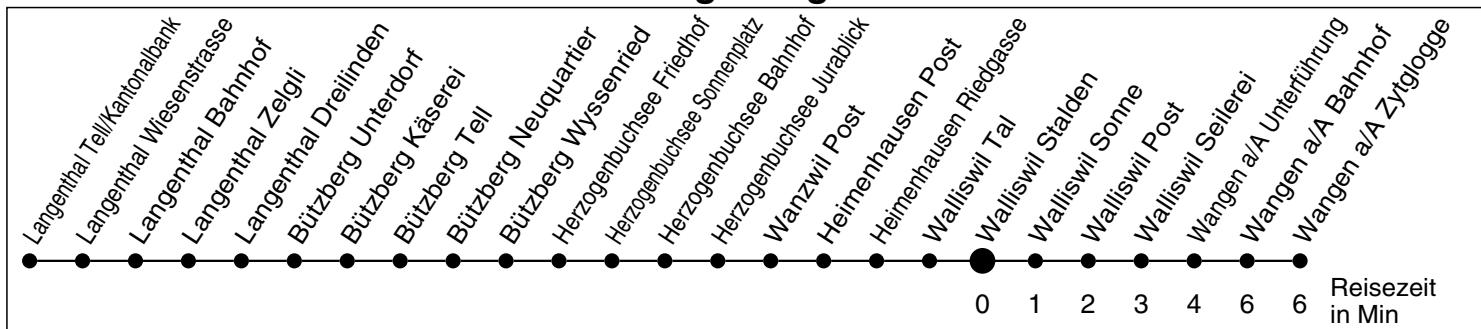 Langenthal Tell/Kantonalbank
Langenthal Wiesenstrasse
Langenthal Bahnhof
Langenthal Zelgli
Langenthal Dreilinden
Bützberg Unterdorf
Bützberg Käserei
Bützberg Tell
Bützberg Neuquartier
Bützberg Wyssenried
Herzogenbuchsee Friedhof
Herzogenbuchsee Sonnenplatz
Herzogenbuchsee Bahnhof
Herzogenbuchsee Jurablick
Wanzwil Post
Heimenhausen Post
Heimenhausen Riedgasse
Walliswil Tal
Walliswil Stalden
Walliswil Sonne
Walliswil Post
Walliswil Seilerei
Wangen a/A Unterführung
Wangen a/A Bahnhof
Wangen a/A Zytglogge
0 1 2 3 4 6 6 Reisezeit
in Min